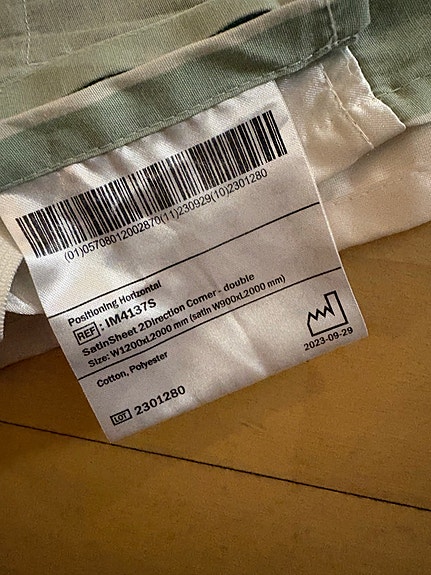 (01)05708012002870(11)230929(10)2301280
Positioning Horizontal
REF: IM4137S
SatinSheet 2Direction Corner - double
Size: W1200xL2000 mm (satin W900xL2000 mm)
Cotton, Polyester
2023-09-29
LOT 2301280